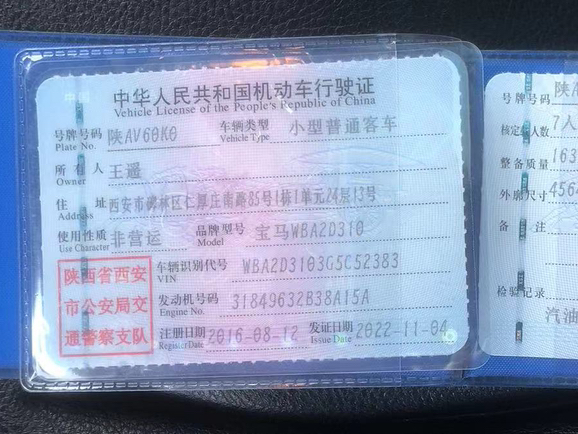 中华人民共和国机动车行驶证
Vehicle License of the People's Republic of China
号牌号码 陕AV60K0 车辆类型 小型普通客车
Plate No. Vehicle Type
所有人 王遥
Owner
住址 西安市碑林区仁厚庄南路85号1栋1单元24层13号
Address
使用性质 非营运 品牌型号 宝马WBA2D310
Use Character Model
车辆识别代号 WBA2D3103G5C52383
VIN
发动机号码 31849632B38A15A
Engine No.
注册日期 2016-08-12 发证日期 2022-11-04
Register Date Issue Date
陕西省西安
市公安局交
通警察支队
号牌号码 陕A
核定人数 7人
整备质量 163
外廓尺寸 456
备注
检验记录
汽油